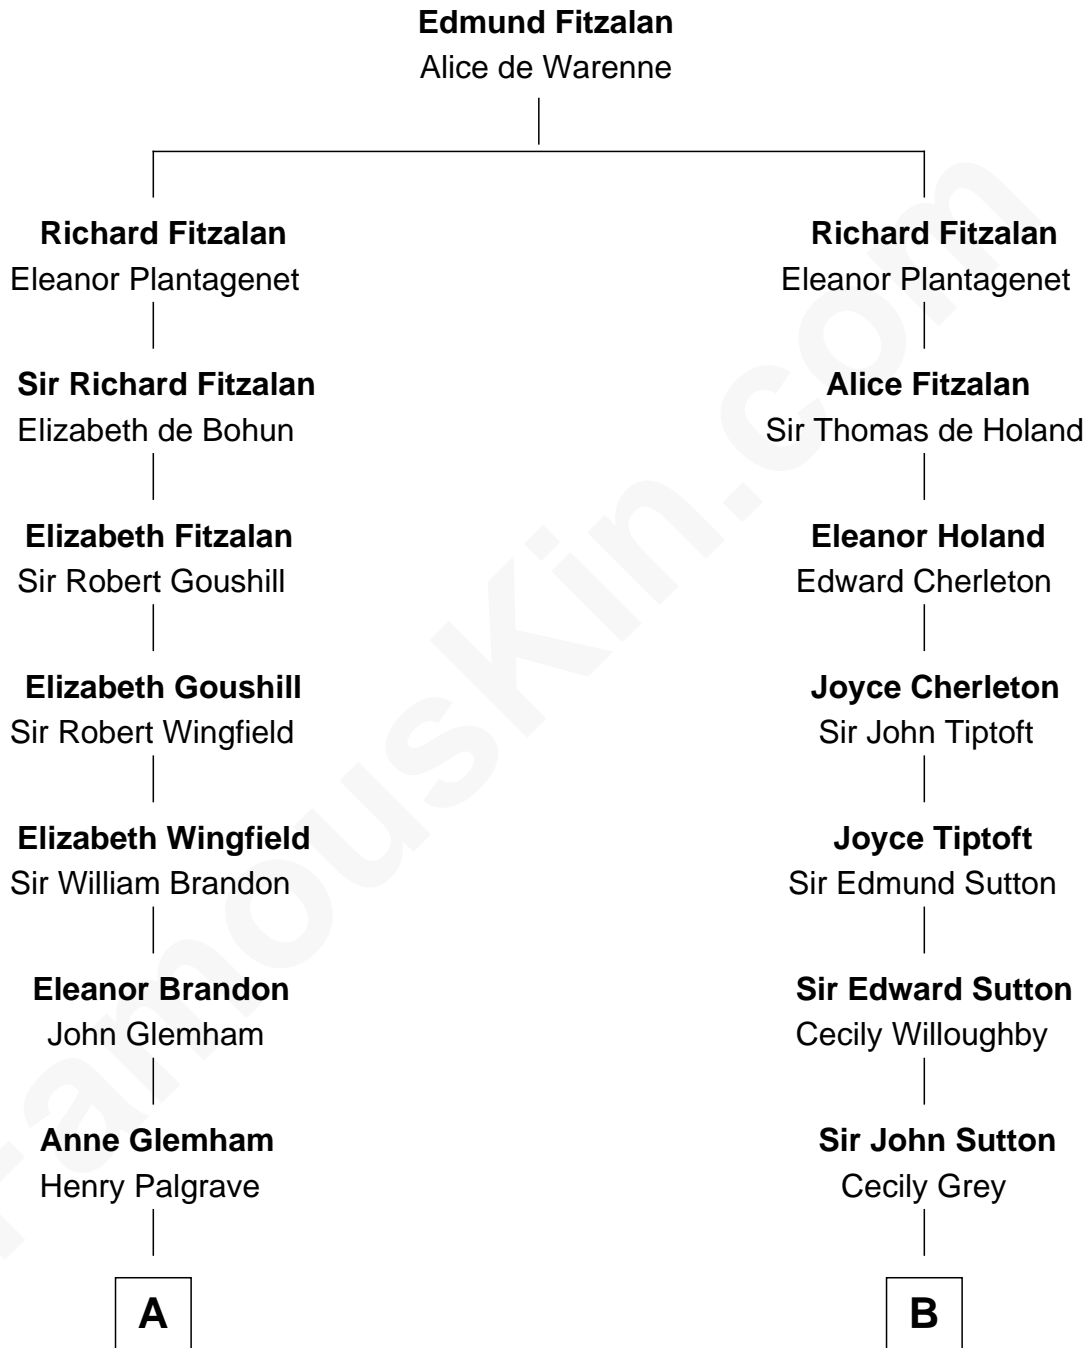 Edmund Fitzalan
Alice de Warenne
Richard Fitzalan
Eleanor Plantagenet
Richard Fitzalan
Eleanor Plantagenet
Sir Richard Fitzalan
Elizabeth de Bohun
Alice Fitzalan
Sir Thomas de Holand
Elizabeth Fitzalan
Sir Robert Goushill
Eleanor Holand
Edward Cherleton
Elizabeth Goushill
Sir Robert Wingfield
Joyce Cherleton
Sir John Tiptoft
Elizabeth Wingfield
Sir William Brandon
Joyce Tiptoft
Sir Edmund Sutton
Eleanor Brandon
John Glemham
Sir Edward Sutton
Cecily Willoughby
Anne Glemham
Henry Palgrave
Sir John Sutton
Cecily Grey
A
B
FamousKin.com